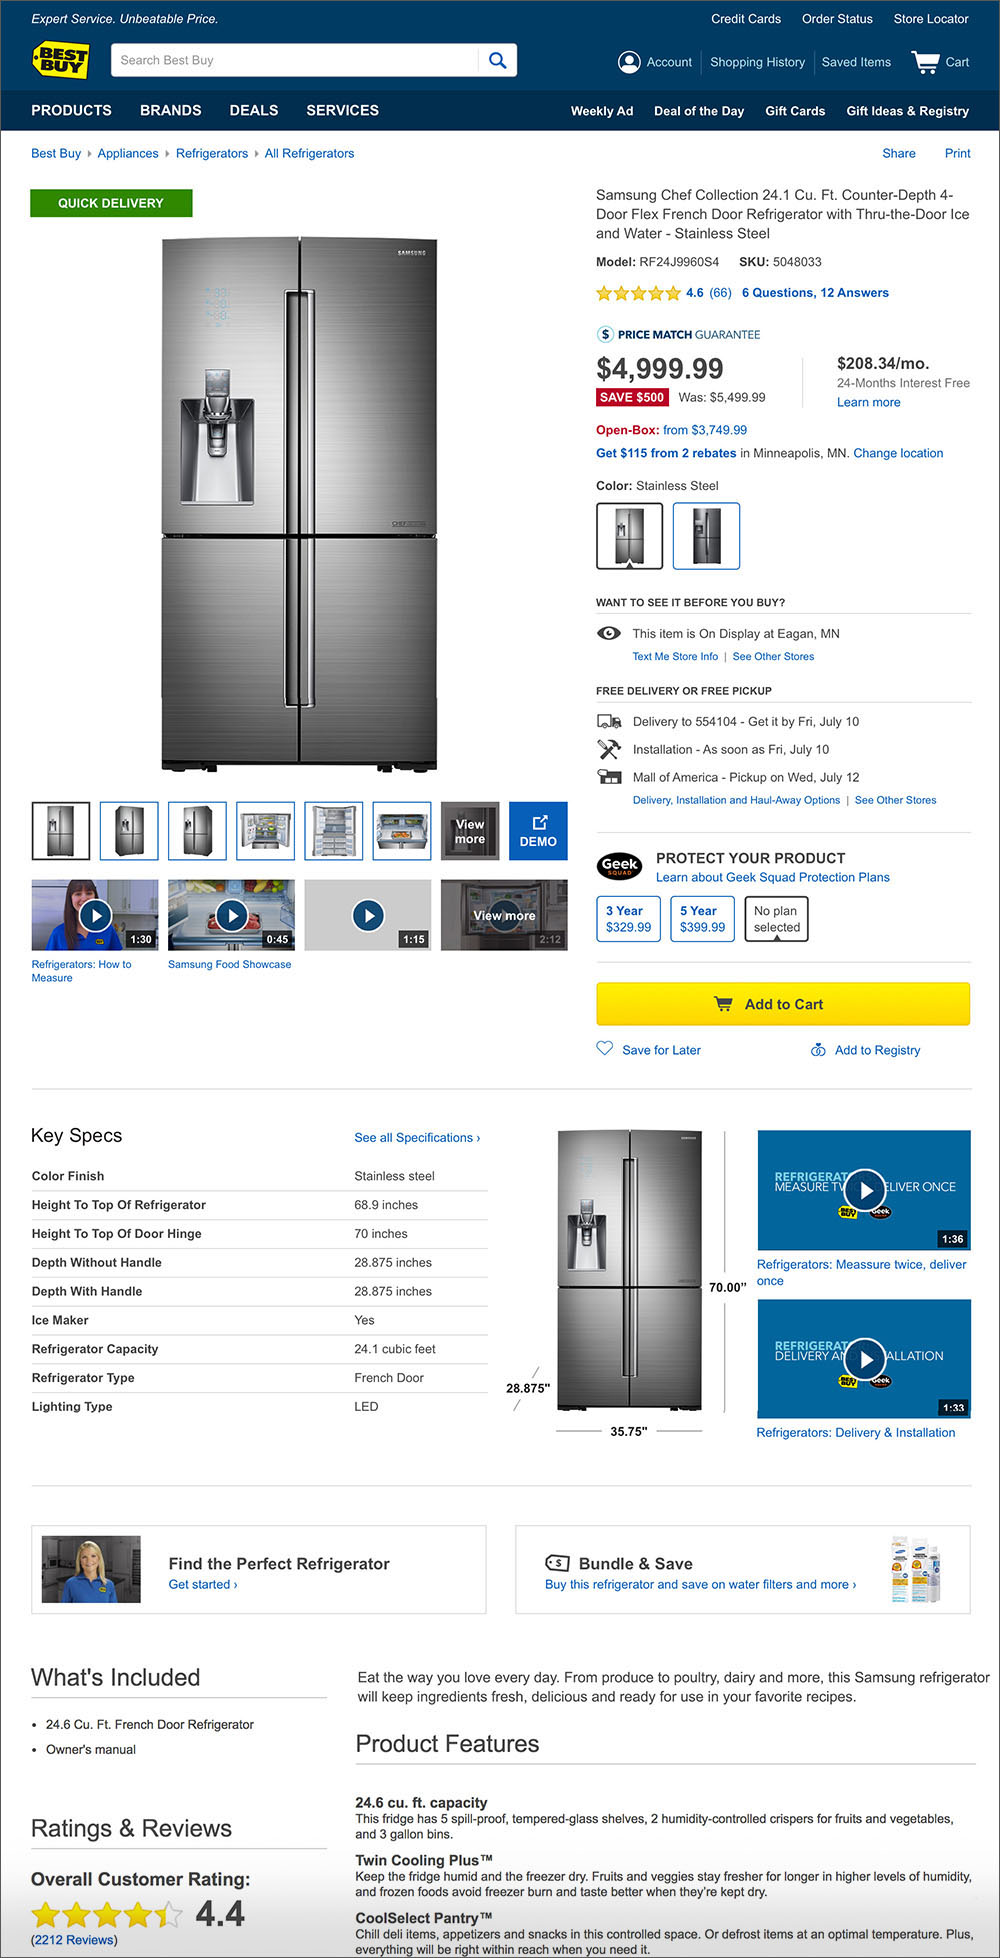 Expert Service. Unbeatable Price.
Credit Cards Order Status Store Locator
BEST BUY
Search Best Buy
Account Shopping History Saved Items Cart
PRODUCTS BRANDS DEALS SERVICES
Weekly Ad Deal of the Day Gift Cards Gift Ideas & Registry
Best Buy Appliances Refrigerators All Refrigerators
Share Print
QUICK DELIVERY
SAMSUNG
Samsung Chef Collection 24.1 Cu. Ft. Counter-Depth 4-
Door Flex French Door Refrigerator with Thru-the-Door Ice
and Water - Stainless Steel
Model: RF24J9960S4 SKU: 5048033
4.6 (66) 6 Questions, 12 Answers
$ PRICE MATCH GUARANTEE
$4,999.99
SAVE $500 Was: $5,499.99
$208.34/mo.
24-Months Interest Free
Learn more
Open-Box: from $3,749.99
Get $115 from 2 rebates in Minneapolis, MN. Change location
Color: Stainless Steel
WANT TO SEE IT BEFORE YOU BUY?
This item is On Display at Eagan, MN
Text Me Store Info | See Other Stores
FREE DELIVERY OR FREE PICKUP
Delivery to 554104 - Get it by Fri, July 10
Installation - As soon as Fri, July 10
Mall of America - Pickup on Wed, July 12
Delivery, Installation and Haul-Away Options | See Other Stores
View more
DEMO
1:30
0:45
1:15
View more
2:12
Refrigerators: How to
Measure
Samsung Food Showcase
Geek SQUAD
PROTECT YOUR PRODUCT
Learn about Geek Squad Protection Plans
3 Year
$329.99
5 Year
$399.99
No plan
selected
Add to Cart
Save for Later Add to Registry
Key Specs See all Specifications ›
Color Finish Stainless steel
Height To Top Of Refrigerator 68.9 inches
Height To Top Of Door Hinge 70 inches
Depth Without Handle 28.875 inches
Depth With Handle 28.875 inches
Ice Maker Yes
Refrigerator Capacity 24.1 cubic feet
Refrigerator Type French Door
Lighting Type LED
SAMSUNG
70.00"
28.875"
35.75"
MEASURE DELIVER ONCE
BEST BUY Geek
1:36
Refrigerators: Meassure twice, deliver
once
DELIVERY
BEST BUY Geek
1:33
Refrigerators: Delivery & Installation
Find the Perfect Refrigerator
Get started ›
Bundle & Save
Buy this refrigerator and save on water filters and more ›
What's Included
24.6 Cu. Ft. French Door Refrigerator
Owner's manual
Eat the way you love every day. From produce to poultry, dairy and more, this Samsung refrigerator
will keep ingredients fresh, delicious and ready for use in your favorite recipes.
Product Features
24.6 cu. ft. capacity
This fridge has 5 spill-proof, tempered-glass shelves, 2 humidity-controlled crispers for fruits and vegetables,
and 3 gallon bins.
Twin Cooling Plus™
Keep the fridge humid and the freezer dry. Fruits and veggies stay fresher for longer in higher levels of humidity,
and frozen foods avoid freezer burn and taste better when they're kept dry.
CoolSelect Pantry™
Chill deli items, appetizers and snacks in this controlled space. Or defrost items at an optimal temperature. Plus,
everything will be right within reach when you need it.
Ratings & Reviews
Overall Customer Rating:
4.4
(2212 Reviews)